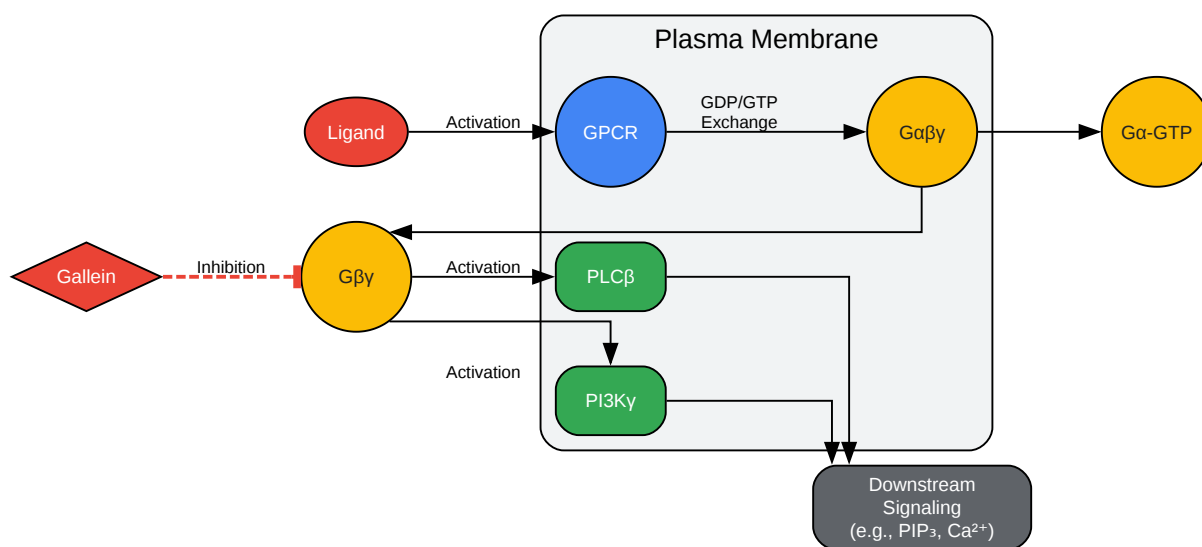 Plasma Membrane
Ligand
Activation
GPCR
GDP/GTP
Exchange
Gαβγ
Gα-GTP
Gallein
Inhibition
Gβγ
Activation
PLCβ
Activation
PI3Kγ
Downstream
Signaling
(e.g., PIP₃, Ca²⁺)